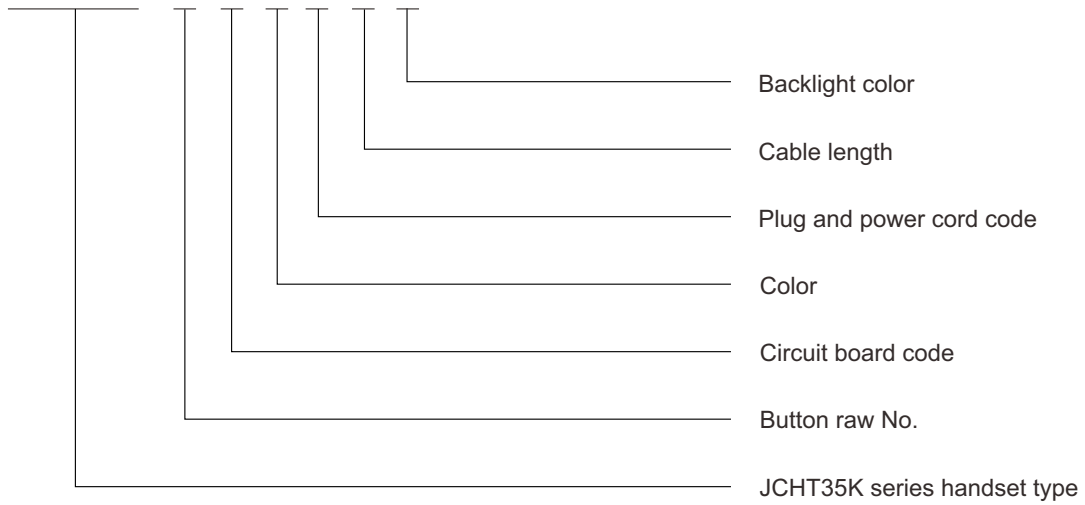 Backlight color
Cable length
Plug and power cord code
Color
Circuit board code
Button raw No.
JCHT35K series handset type